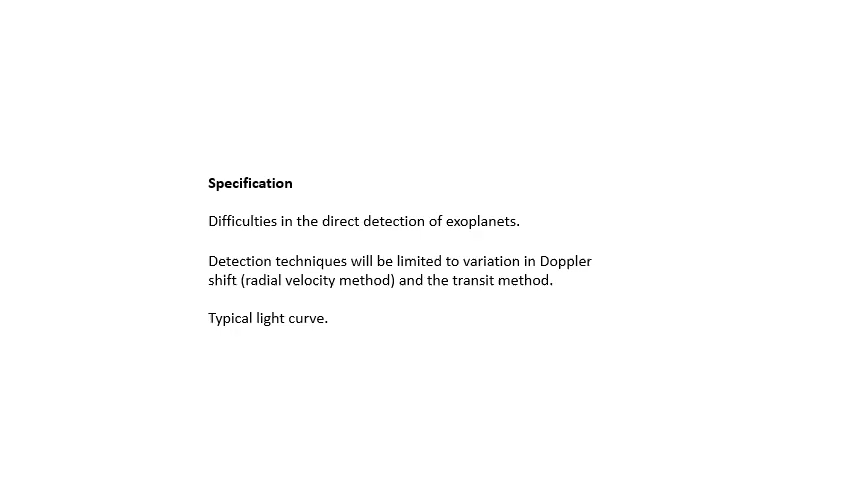 Specification
Difficulties in the direct detection of exoplanets.
Detection techniques will be limited to variation in Doppler
shift (radial velocity method) and the transit method.
Typical light curve.